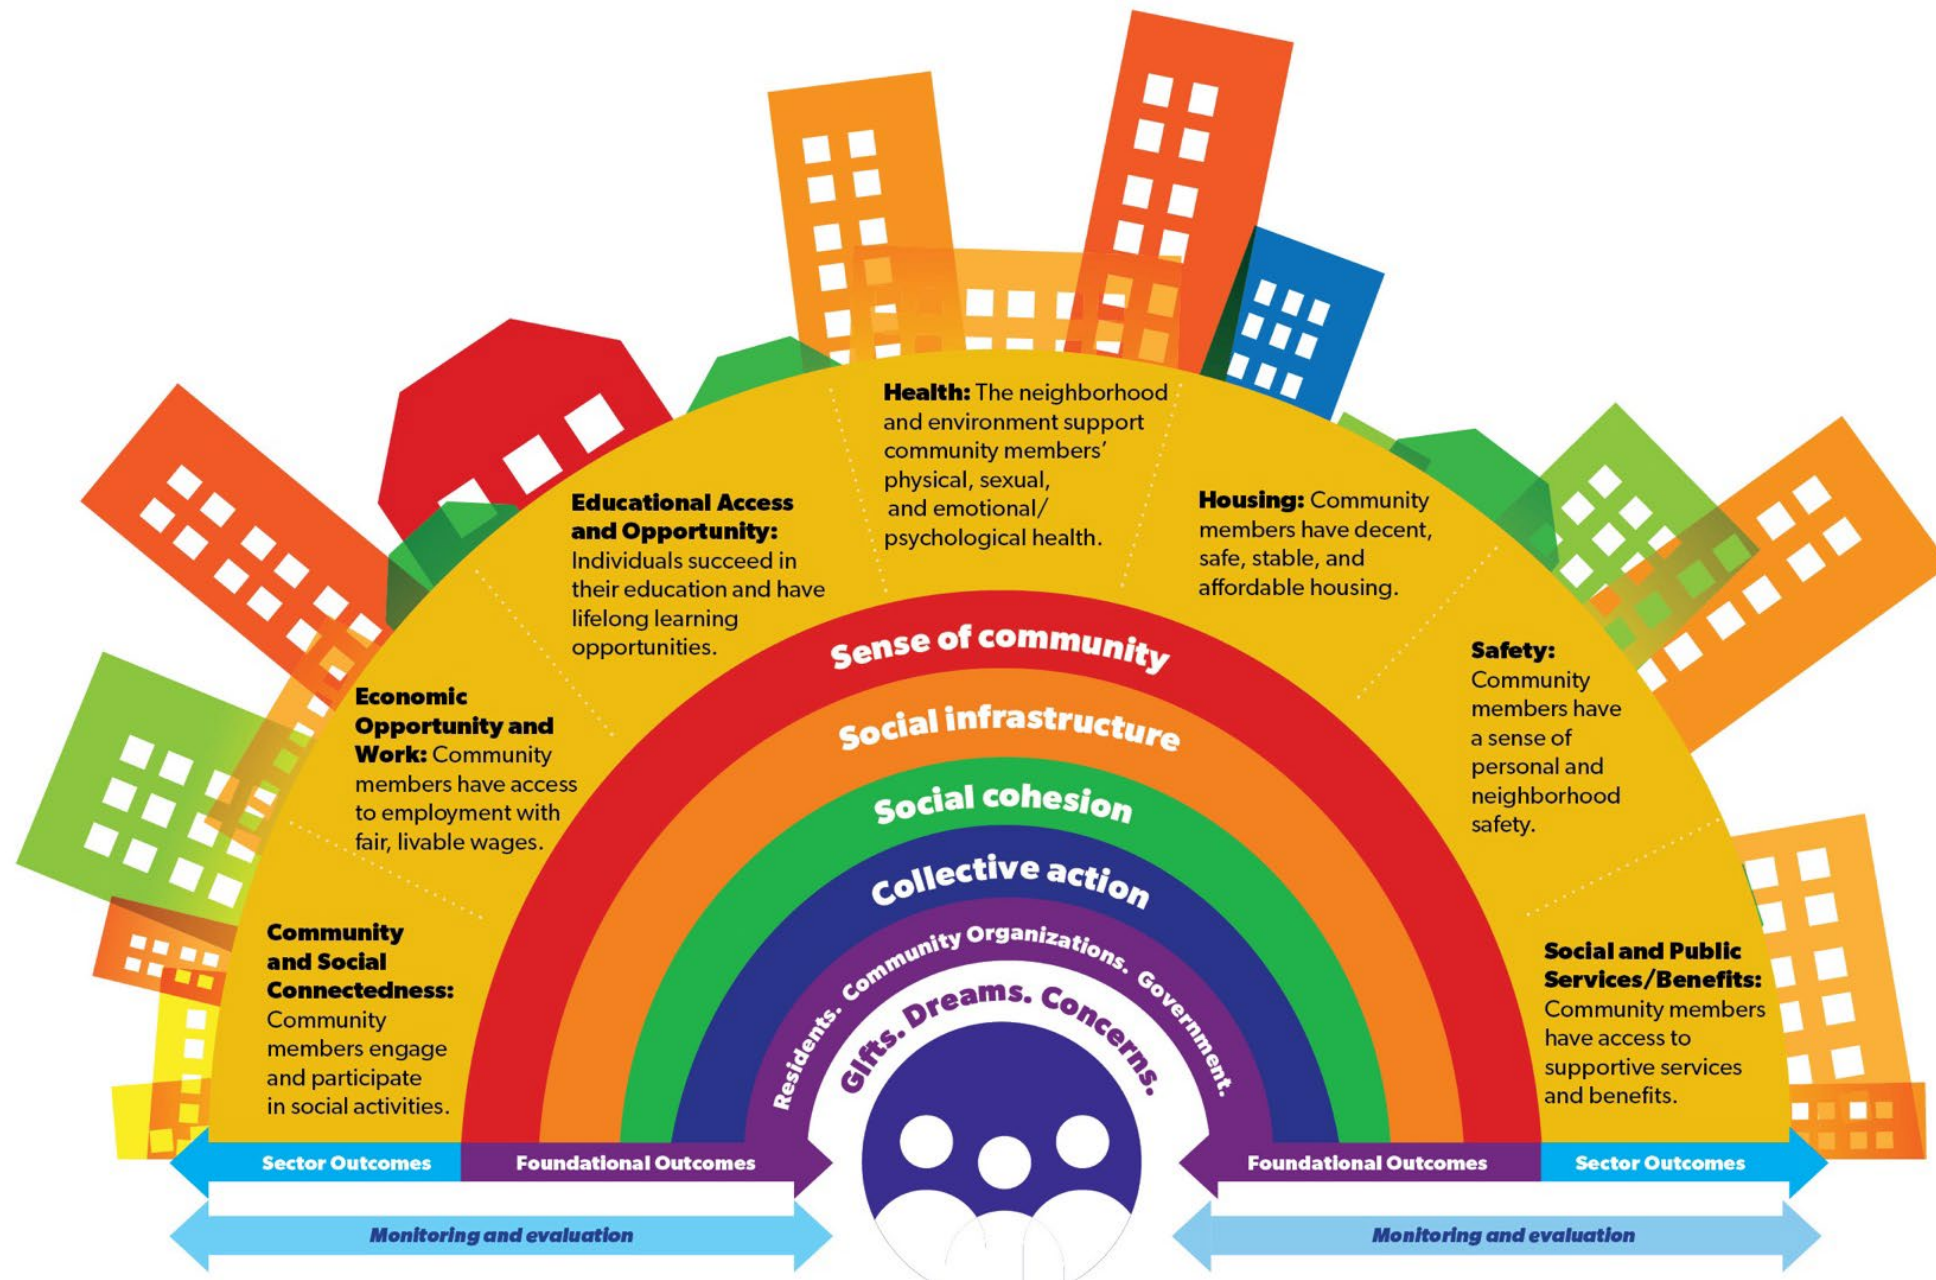 Health: The neighborhood
and environment support
community members’
physical, sexual,
and emotional/
psychological health.
Educational Access
and Opportunity:
Individuals succeed in
their education and have
lifelong learning
opportunities.
Housing: Community
members have decent,
safe, stable, and
affordable housing.
Economic
Opportunity and
Work: Community
members have access
to employment with
fair, livable wages.
Safety:
Community
members have
a sense of
personal and
neighborhood
safety.
Community
and Social
Connectedness:
Community
members engage
and participate
in social activities.
Social and Public
Services/Benefits:
Community members
have access to
supportive services
and benefits.
Sense of community
Social infrastructure
Social cohesion
Collective action
Residents. Community Organizations. Government.
GIfts. Dreams. Concerns.
Sector Outcomes
Foundational Outcomes
Foundational Outcomes
Sector Outcomes
Monitoring and evaluation
Monitoring and evaluation